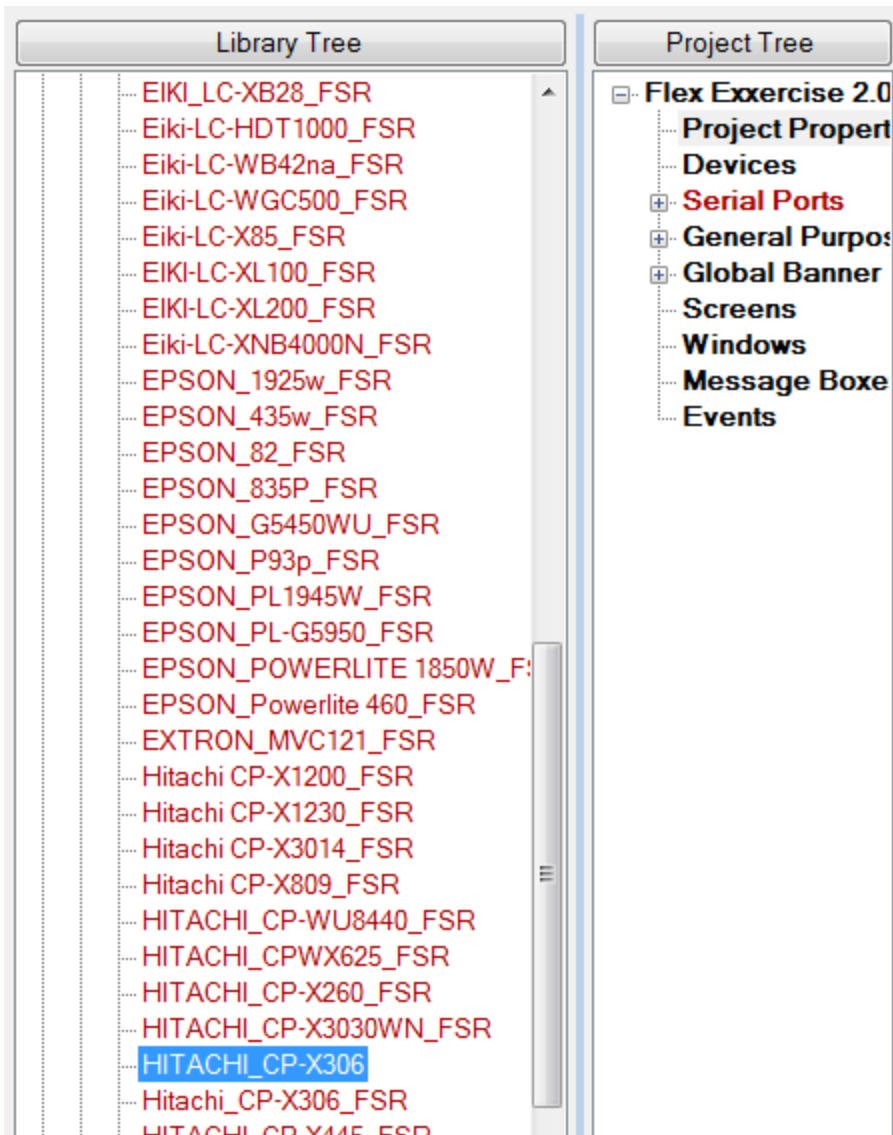 Library Tree
EIKI_LC-XB28_FSR
Eiki-LC-HDT1000_FSR
Eiki-LC-WB42na_FSR
Eiki-LC-WGC500_FSR
Eiki-LC-X85_FSR
EIKI-LC-XL100_FSR
EIKI-LC-XL200_FSR
Eiki-LC-XNB4000N_FSR
EPSON_1925w_FSR
EPSON_435w_FSR
EPSON_82_FSR
EPSON_835P_FSR
EPSON_G5450WU_FSR
EPSON_P93p_FSR
EPSON_PL1945W_FSR
EPSON_PL-G5950_FSR
EPSON_POWERLITE 1850W_F
EPSON_Powerlite 460_FSR
EXTRON_MVC121_FSR
Hitachi CP-X1200_FSR
Hitachi CP-X1230_FSR
Hitachi CP-X3014_FSR
Hitachi CP-X809_FSR
HITACHI_CP-WU8440_FSR
HITACHI_CPWX625_FSR
HITACHI_CP-X260_FSR
HITACHI_CP-X3030WN_FSR
HITACHI_CP-X306
Hitachi_CP-X306_FSR
HITACHI_CP-X445_FSR
Project Tree
Flex Exxercise 2.0
Project Propert
Devices
Serial Ports
General Purpos
Global Banner
Screens
Windows
Message Boxe
Events